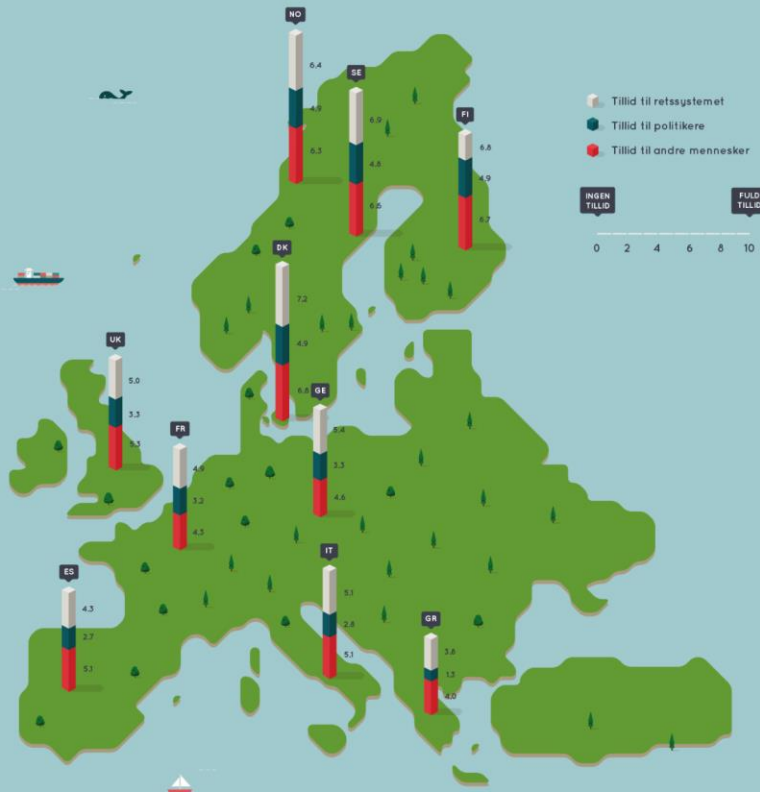 NO
6.4
4.9
6.3
SE
6.9
4.8
6.6
FI
6.8
4.9
6.7
Tillid til retssystemet
Tillid til politikere
Tillid til andre mennesker
INGEN
TILLID
FULD
TILLID
0 2 4 6 8 10
DK
7.2
4.9
6.8
UK
5.0
3.3
5.3
GE
5.4
3.3
4.6
FR
4.9
3.2
4.3
IT
5.1
2.8
5.1
ES
4.3
2.7
5.1
GR
3.8
1.3
4.0